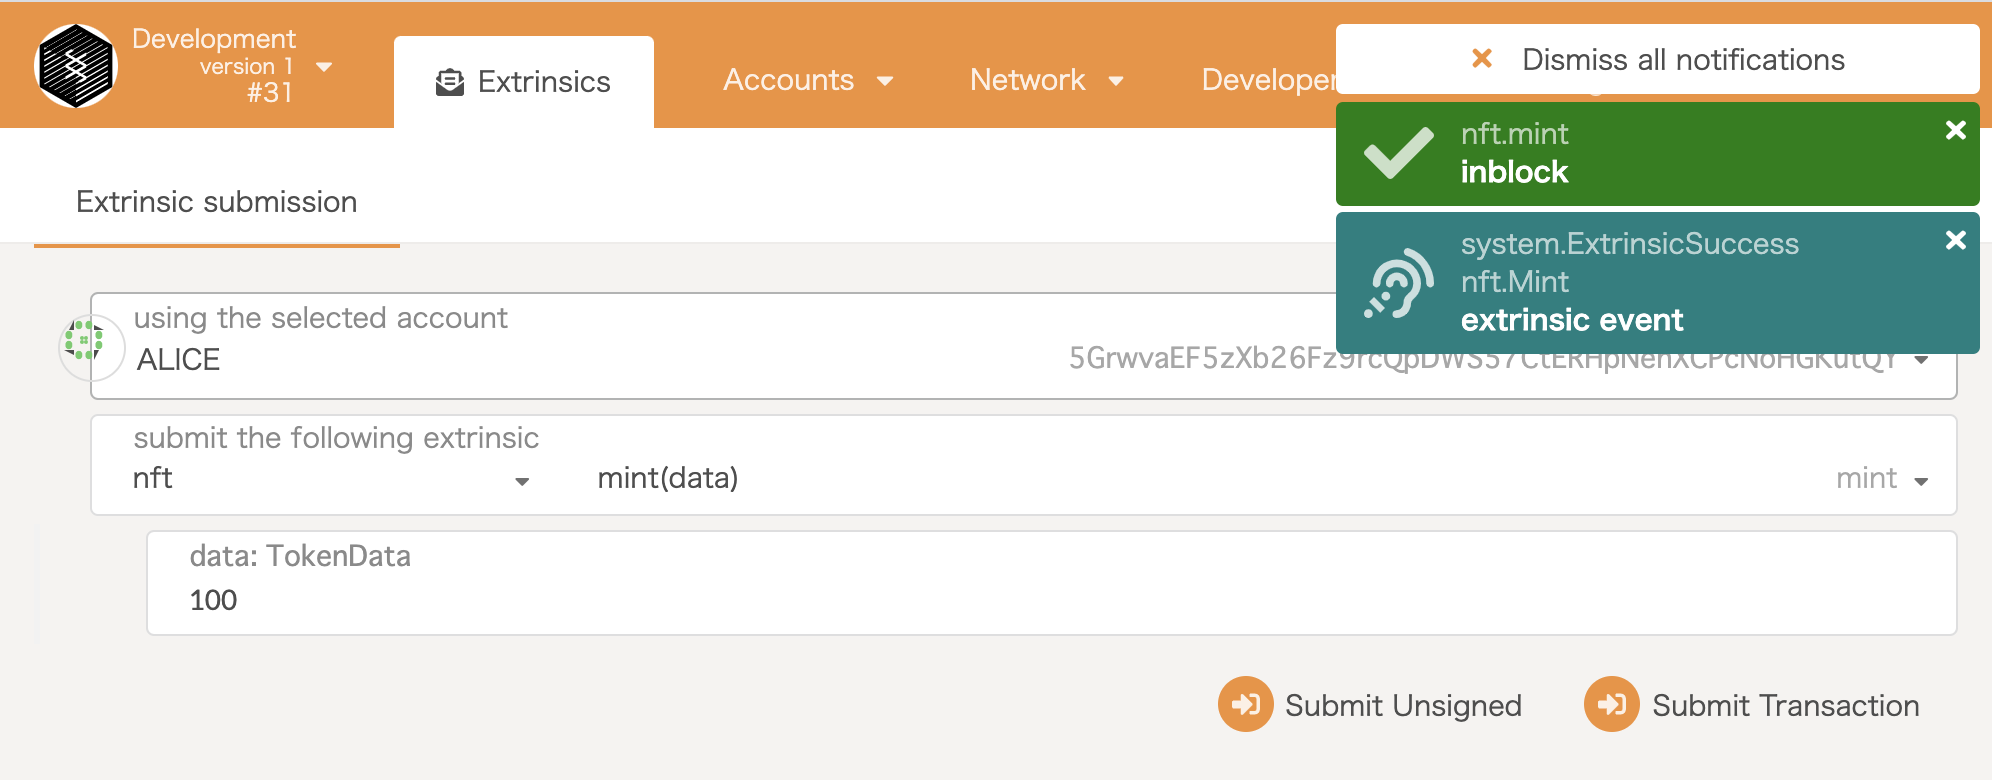 Development
version 1
#31
Extrinsics
Accounts
Network
Developer
Dismiss all notifications
nft.mint
inblock
system.ExtrinsicSuccess
nft.Mint
extrinsic event
Extrinsic submission
using the selected account
ALICE
5GrwvaEF5zXb26Fz9rcQpDWS57CtERHpNehXCPcNoHGKutQY
submit the following extrinsic
nft
mint(data)
mint
data: TokenData
100
Submit Unsigned
Submit Transaction